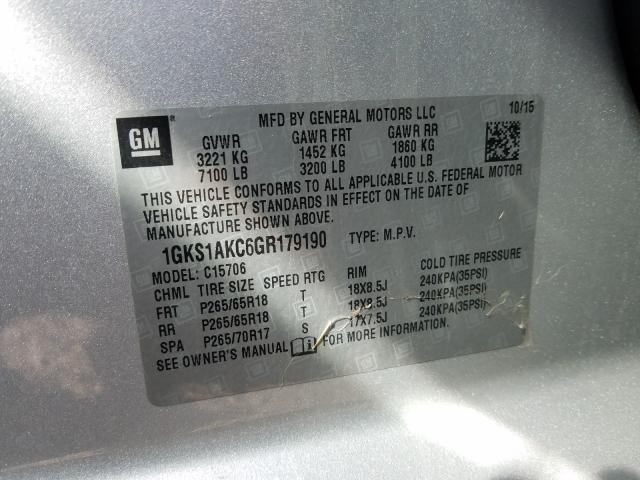 MFD BY GENERAL MOTORS LLC 10/15
GM
GVWR GAWR FRT GAWR RR
3221 KG 1452 KG 1860 KG
7100 LB 3200 LB 4100 LB
THIS VEHICLE CONFORMS TO ALL APPLICABLE U.S. FEDERAL MOTOR
VEHICLE SAFETY STANDARDS IN EFFECT ON THE DATE OF
MANUFACTURE SHOWN ABOVE.
1GKS1AKC6GR179190 TYPE: M.P.V.
MODEL: C15706
CHML TIRE SIZE SPEED RTG RIM COLD TIRE PRESSURE
FRT P265/65R18 T 18X8.5J 240KPA(35PSI)
RR P265/65R18 T 18X8.5J 240KPA(35PSI)
SPA P265/70R17 S 17X7.5J 240KPA(35PSI)
SEE OWNER'S MANUAL FOR MORE INFORMATION.